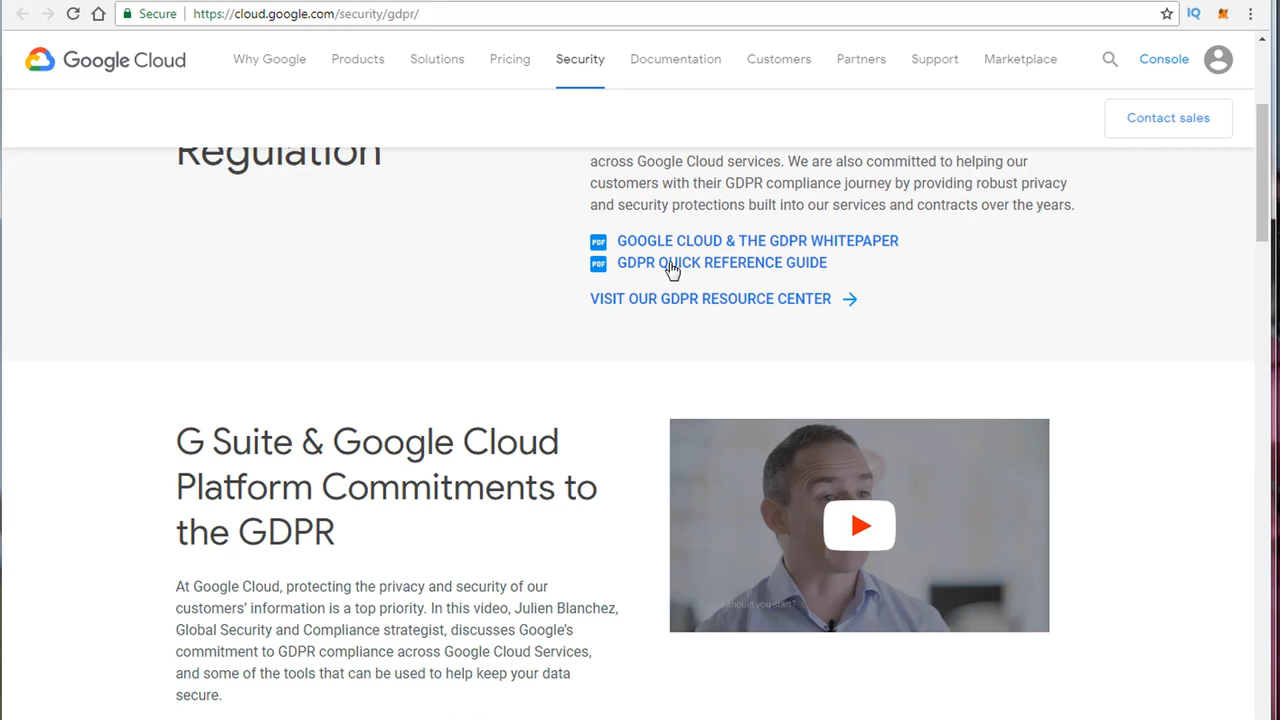 Secure https://cloud.google.com/security/gdpr/ IQ
Google Cloud Why Google Products Solutions Pricing Security Documentation Customers Partners Support Marketplace Console
Contact sales
Regulation
across Google Cloud services. We are also committed to helping our
customers with their GDPR compliance journey by providing robust privacy
and security protections built into our services and contracts over the years.
PDF GOOGLE CLOUD & THE GDPR WHITEPAPER
PDF GDPR QUICK REFERENCE GUIDE
VISIT OUR GDPR RESOURCE CENTER
G Suite & Google Cloud
Platform Commitments to
the GDPR
At Google Cloud, protecting the privacy and security of our
customers' information is a top priority. In this video, Julien Blanchez,
Global Security and Compliance strategist, discusses Google's
commitment to GDPR compliance across Google Cloud Services,
and some of the tools that can be used to help keep your data
secure.
should you start?